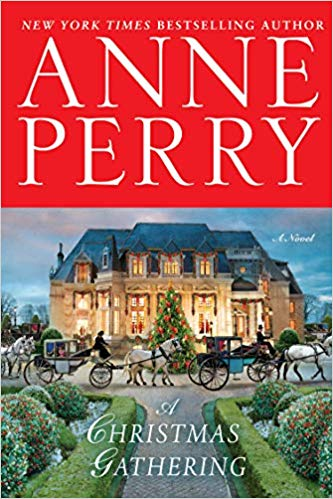 NEW YORK TIMES BESTSELLING AUTHOR
ANNE
PERRY
A Novel
A
CHRISTMAS
GATHERING